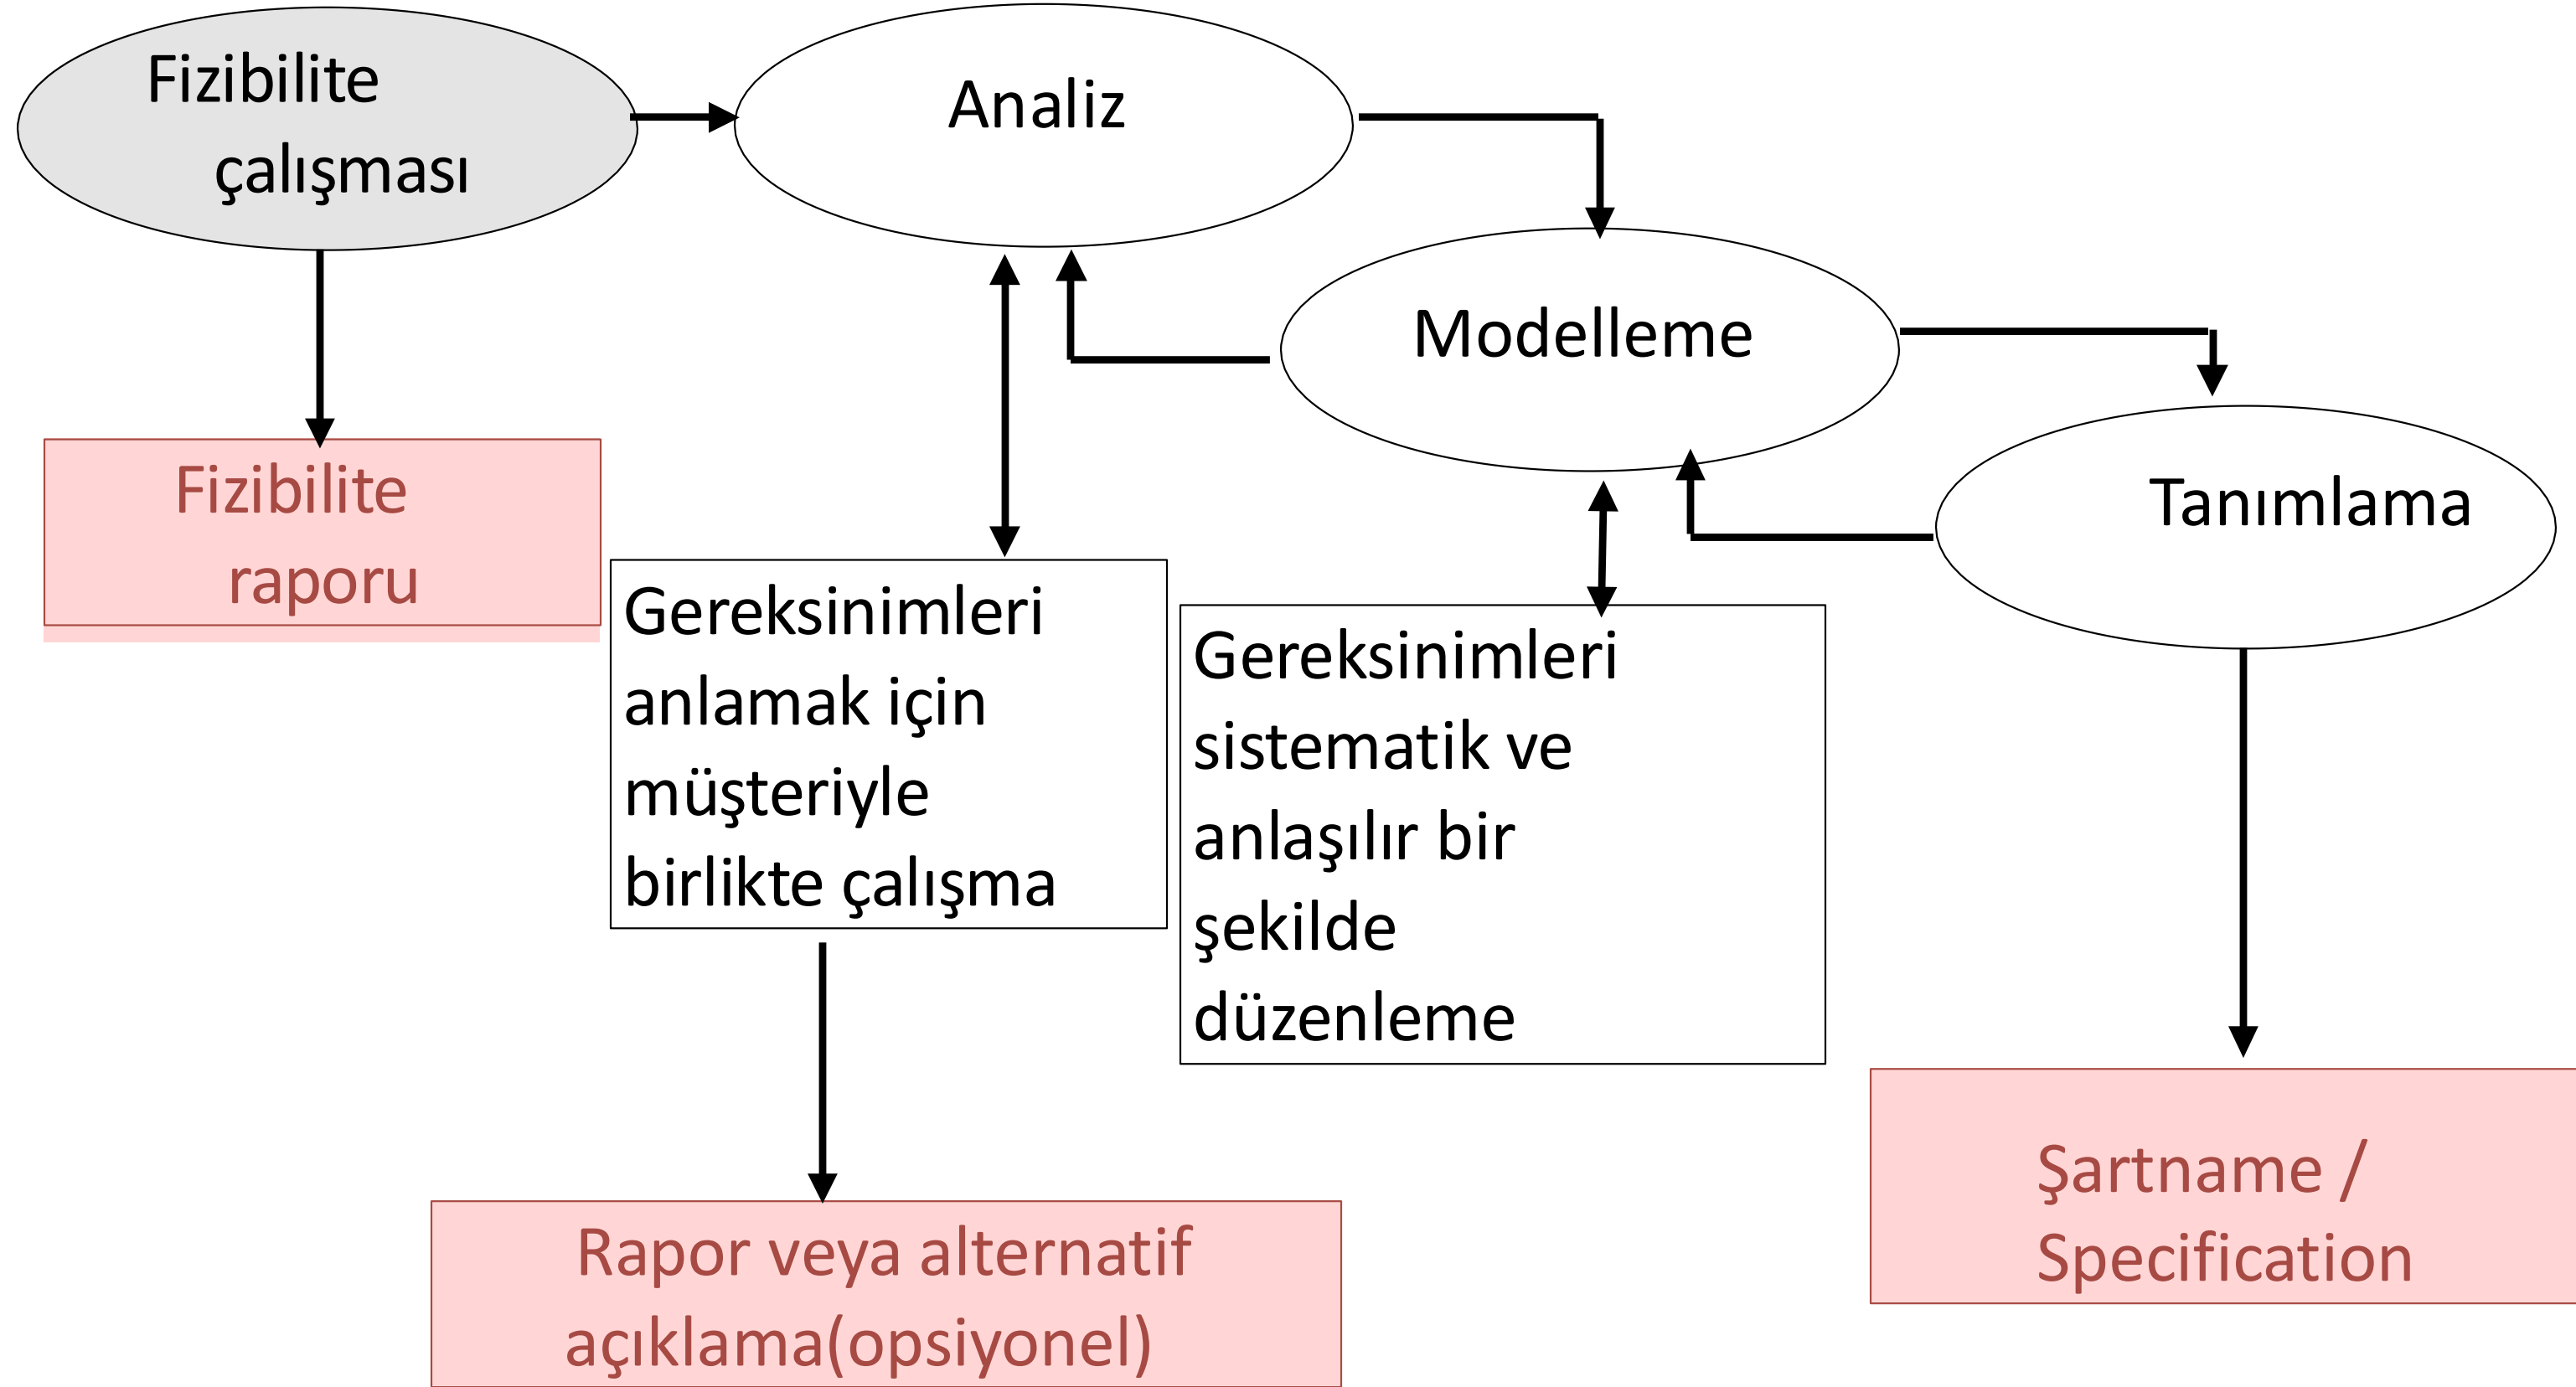 Fizibilite
çalışması
Analiz
Modelleme
Tanımlama
Fizibilite
raporu
Gereksinimleri
anlamak için
müşteriyle
birlikte çalışma
Gereksinimleri
sistematik ve
anlaşılır bir
şekilde
düzenleme
Rapor veya alternatif
açıklama(opsiyonel)
Şartname /
Specification